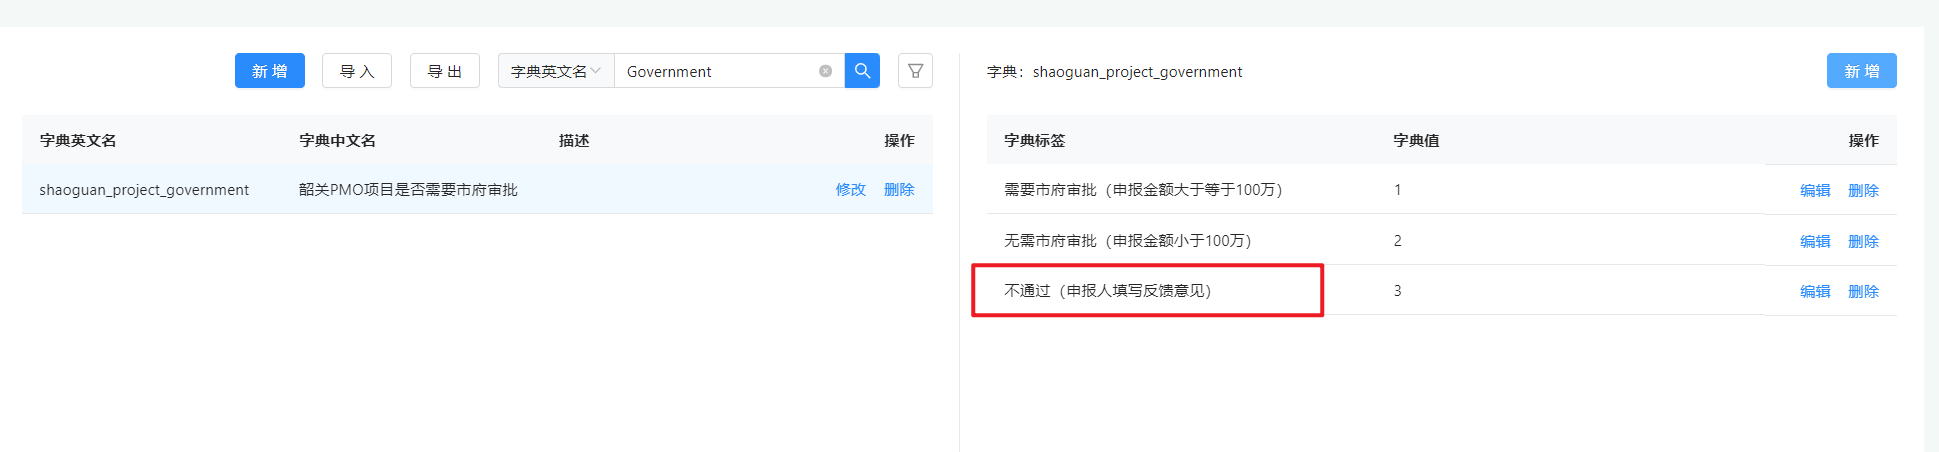 新 增 导 入 导 出 字典英文名 Government
字典英文名 字典中文名 描述 操作
shaoguan_project_government 韶关PMO项目是否需要市府审批 修改 删除
字典：shaoguan_project_government 新 增
字典标签 字典值 操作
需要市府审批（申报金额大于等于100万） 1 编辑 删除
无需市府审批（申报金额小于100万） 2 编辑 删除
不通过（申报人填写反馈意见） 3 编辑 删除